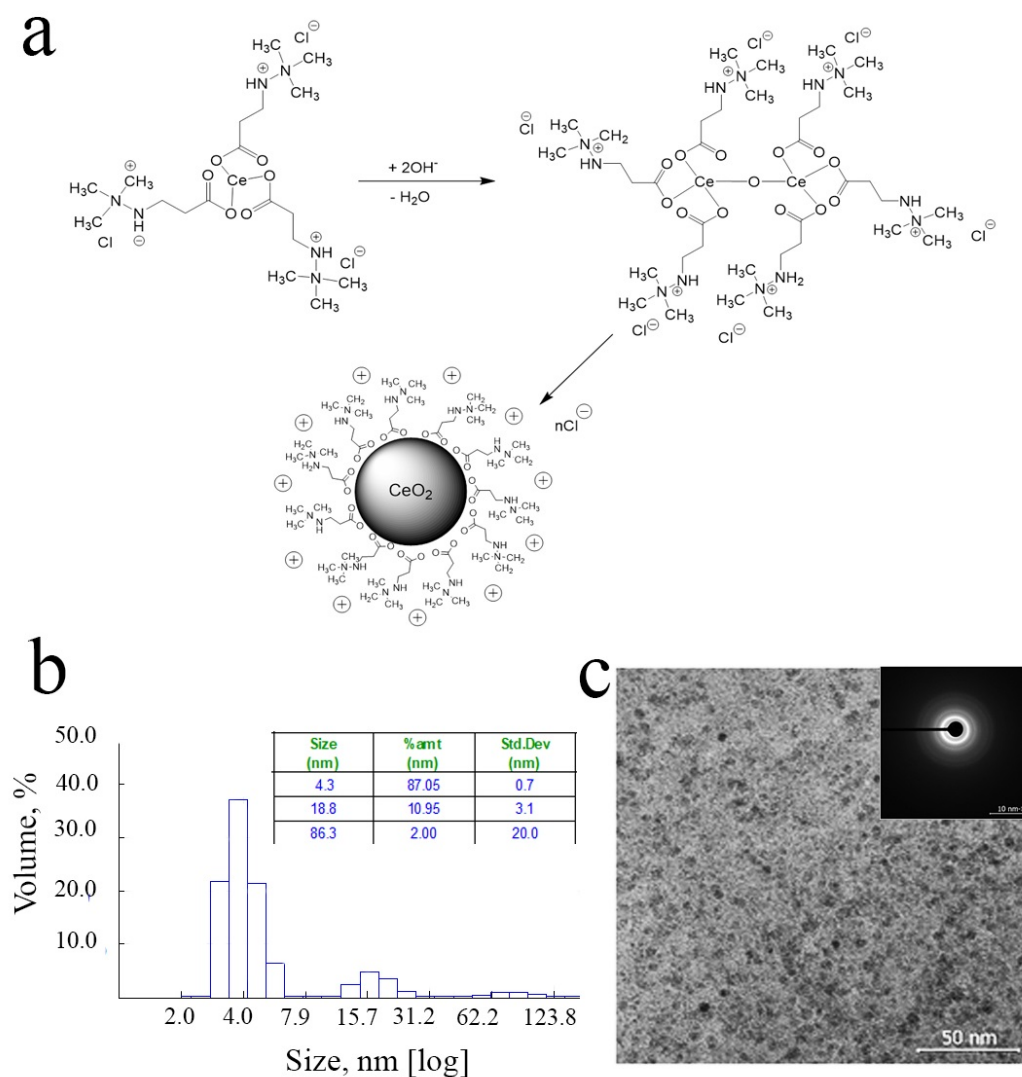 a
Cl⊖
CH3
H3C
⊕
HN—N—CH3
CH3
O
O
Ce
O
O
O
O
⊕
CH3
H3C
N
H3C
N
H
Cl ⊖
⊕
NH
Cl⊖
H3C—N—CH3
H3C
CH3
+ 2OH-
- H2O
Cl⊖
H3C
CH3
HN—N
⊕
CH3
Cl⊖
H3C
CH3
HN—N
⊕
CH3
⊖
Cl
H3C
CH2
N⊕
H3C
HN
O
O
Ce
O
Ce
O
O
H
N
H3C—N—CH3
⊕
CH3
Cl⊖
H3C
NH
N⊕
H3C
CH3
Cl⊖
H3C
NH2
N⊕
H3C
CH3
Cl⊖
nCl⊖
CeO2
b
50.0
40.0
30.0
20.0
10.0
Volume, %
Size (nm) %amt Std.Dev (nm)
4.3 87.05 0.7
18.8 10.95 3.1
86.3 2.00 20.0
2.0 4.0 7.9 15.7 31.2 62.2 123.8
Size, nm [log]
c
50 nm